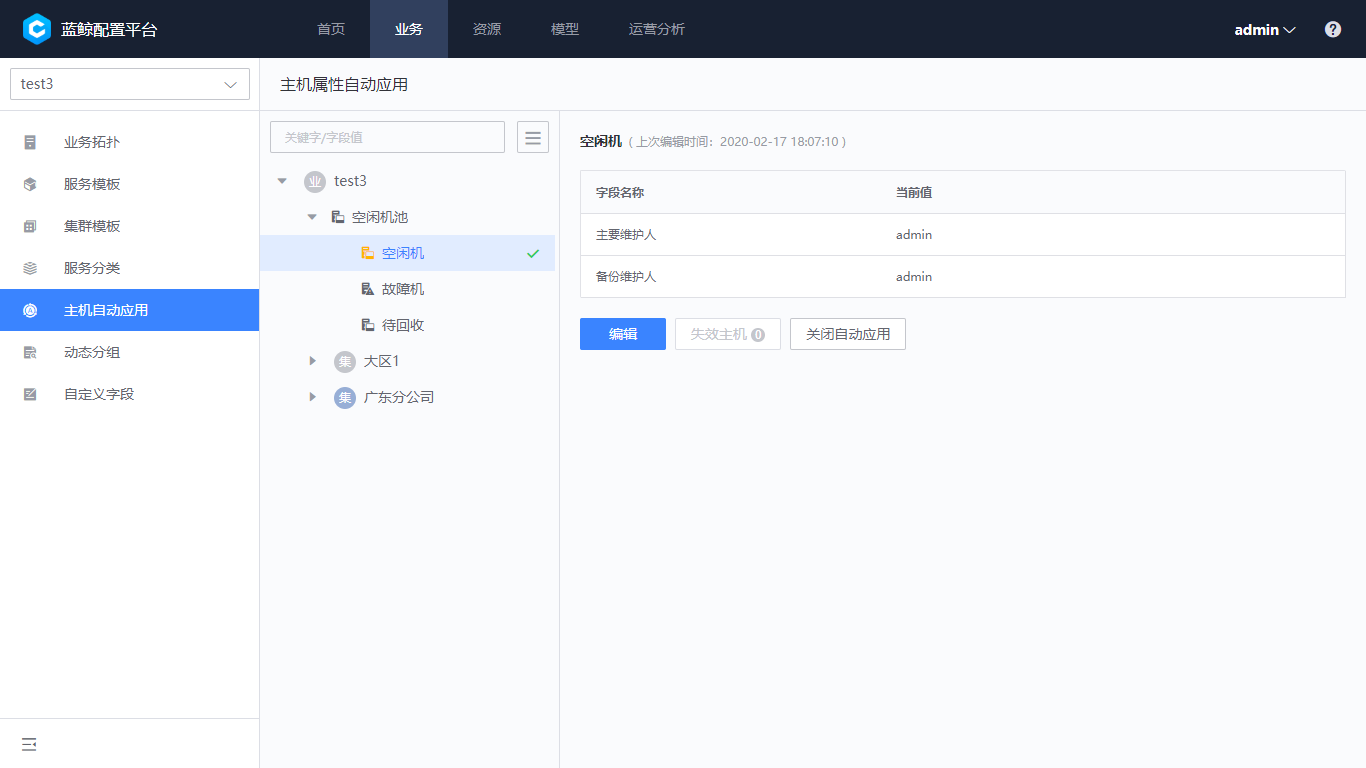 蓝鲸配置平台
首页 业务 资源 模型 运营分析
admin
test3
主机属性自动应用
业务拓扑
服务模板
集群模板
服务分类
主机自动应用
动态分组
自定义字段
关键字/字段值
业 test3
空闲机池
空闲机
故障机
待回收
集 大区1
集 广东分公司
空闲机 ( 上次编辑时间：2020-02-17 18:07:10 )
字段名称 当前值
主要维护人 admin
备份维护人 admin
编辑 失效主机 0 关闭自动应用